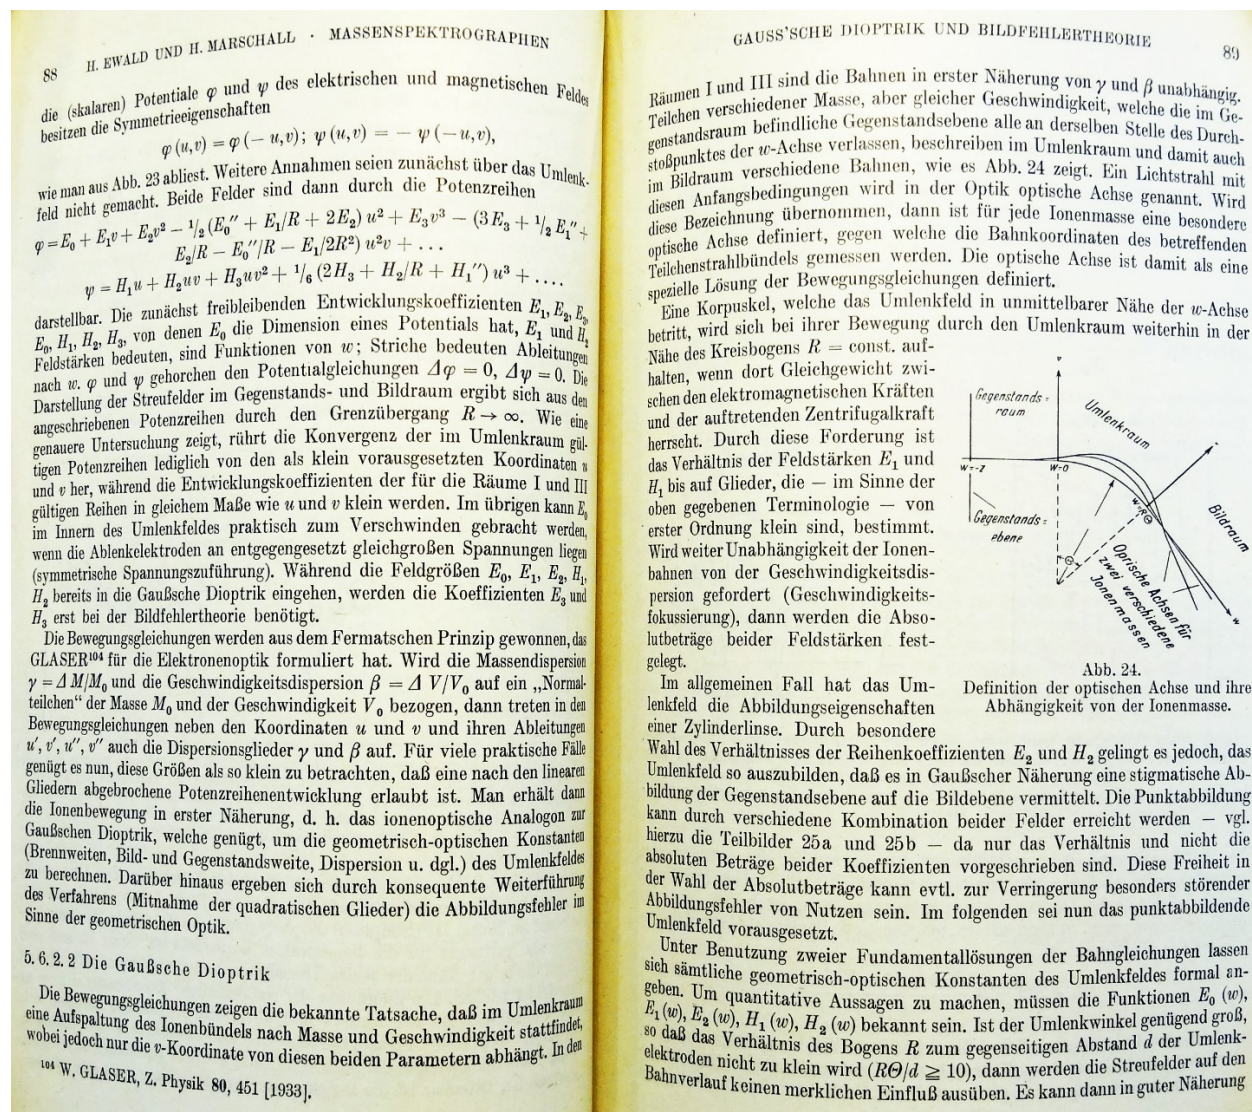 88 H. EWALD UND H. MARSCHALL · MASSENSPEKTROGRAPHEN
die (skalaren) Potentiale φ und ψ des elektrischen und magnetischen Feldes
besitzen die Symmetrieeigenschaften
φ (u,v) = φ (− u,v); ψ (u,v) = − ψ (−u,v),
wie man aus Abb. 23 abliest. Weitere Annahmen seien zunächst über das Umlenk-
feld nicht gemacht. Beide Felder sind dann durch die Potenzreihen
φ = E₀ + E₁v + E₂v² − ¹/₂ (E₀″ + E₁/R + 2E₂) u² + E₃v³ − (3E₃ + ¹/₂ E₁″ +
E₂/R − E₀″/R − E₁/2R²) u²v + . . .
ψ = H₁u + H₂uv + H₃uv² + ¹/₆ (2H₃ + H₂/R + H₁″) u³ + . . . .
darstellbar. Die zunächst freibleibenden Entwicklungskoeffizienten E₁, E₂, E₃,
E₀, H₁, H₂, H₃, von denen E₀ die Dimension eines Potentials hat, E₁ und H₁
Feldstärken bedeuten, sind Funktionen von w; Striche bedeuten Ableitungen
nach w. φ und ψ gehorchen den Potentialgleichungen Δφ = 0, Δψ = 0. Die
Darstellung der Streufelder im Gegenstands- und Bildraum ergibt sich aus den
angeschriebenen Potenzreihen durch den Grenzübergang R → ∞. Wie eine
genauere Untersuchung zeigt, rührt die Konvergenz der im Umlenkraum gül-
tigen Potenzreihen lediglich von den als klein vorausgesetzten Koordinaten u
und v her, während die Entwicklungskoeffizienten der für die Räume I und III
gültigen Reihen in gleichem Maße wie u und v klein werden. Im übrigen kann E₀
im Innern des Umlenkfeldes praktisch zum Verschwinden gebracht werden,
wenn die Ablenkelektroden an entgegengesetzt gleichgroßen Spannungen liegen
(symmetrische Spannungszuführung). Während die Feldgrößen E₀, E₁, E₂, H₁,
H₂ bereits in die Gaußsche Dioptrik eingehen, werden die Koeffizienten E₃ und
H₃ erst bei der Bildfehlertheorie benötigt.
Die Bewegungsgleichungen werden aus dem Fermatschen Prinzip gewonnen, das
GLASER¹⁰⁴ für die Elektronenoptik formuliert hat. Wird die Massendispersion
γ = Δ M/M₀ und die Geschwindigkeitsdispersion β = Δ V/V₀ auf ein „Normal-
teilchen“ der Masse M₀ und der Geschwindigkeit V₀ bezogen, dann treten in den
Bewegungsgleichungen neben den Koordinaten u und v und ihren Ableitungen
u′, v′, u″, v″ auch die Dispersionsglieder γ und β auf. Für viele praktische Fälle
genügt es nun, diese Größen als so klein zu betrachten, daß eine nach den linearen
Gliedern abgebrochene Potenzreihenentwicklung erlaubt ist. Man erhält dann
die Ionenbewegung in erster Näherung, d. h. das ionenoptische Analogon zur
Gaußschen Dioptrik, welche genügt, um die geometrisch-optischen Konstanten
(Brennweiten, Bild- und Gegenstandsweite, Dispersion u. dgl.) des Umlenkfeldes
zu berechnen. Darüber hinaus ergeben sich durch konsequente Weiterführung
des Verfahrens (Mitnahme der quadratischen Glieder) die Abbildungsfehler im
Sinne der geometrischen Optik.
5. 6. 2. 2 Die Gaußsche Dioptrik
Die Bewegungsgleichungen zeigen die bekannte Tatsache, daß im Umlenkraum
eine Aufspaltung des Ionenbündels nach Masse und Geschwindigkeit stattfindet,
wobei jedoch nur die v-Koordinate von diesen beiden Parametern abhängt. In den
¹⁰⁴ W. GLASER, Z. Physik 80, 451 [1933].
GAUSS'SCHE DIOPTRIK UND BILDFEHLERTHEORIE 89
Räumen I und III sind die Bahnen in erster Näherung von γ und β unabhängig.
Teilchen verschiedener Masse, aber gleicher Geschwindigkeit, welche die im Ge-
genstandsraum befindliche Gegenstandsebene alle an derselben Stelle des Durch-
stoßpunktes der w-Achse verlassen, beschreiben im Umlenkraum und damit auch
im Bildraum verschiedene Bahnen, wie es Abb. 24 zeigt. Ein Lichtstrahl mit
diesen Anfangsbedingungen wird in der Optik optische Achse genannt. Wird
diese Bezeichnung übernommen, dann ist für jede Ionenmasse eine besondere
optische Achse definiert, gegen welche die Bahnkoordinaten des betreffenden
Teilchenstrahlbündels gemessen werden. Die optische Achse ist damit als eine
spezielle Lösung der Bewegungsgleichungen definiert.
Eine Korpuskel, welche das Umlenkfeld in unmittelbarer Nähe der w-Achse
betritt, wird sich bei ihrer Bewegung durch den Umlenkraum weiterhin in der
Nähe des Kreisbogens R = const. auf-
halten, wenn dort Gleichgewicht zwi-
schen den elektromagnetischen Kräften
und der auftretenden Zentrifugalkraft
herrscht. Durch diese Forderung ist
das Verhältnis der Feldstärken E₁ und
H₁ bis auf Glieder, die — im Sinne der
oben gegebenen Terminologie — von
erster Ordnung klein sind, bestimmt.
Wird weiter Unabhängigkeit der Ionen-
bahnen von der Geschwindigkeitsdis-
persion gefordert (Geschwindigkeits-
fokussierung), dann werden die Abso-
lutbeträge beider Feldstärken fest-
gelegt.
Im allgemeinen Fall hat das Um-
lenkfeld die Abbildungseigenschaften
einer Zylinderlinse. Durch besondere
v
Gegenstands-
raum
Umlenkraum
W=-l
W=0
Gegenstands-
ebene
w=RΘ
Θ
Bildraum
Optische Achsen für
zwei verschiedene
Ionenmassen
w
Abb. 24.
Definition der optischen Achse und ihre
Abhängigkeit von der Ionenmasse.
Wahl des Verhältnisses der Reihenkoeffizienten E₂ und H₂ gelingt es jedoch, das
Umlenkfeld so auszubilden, daß es in Gaußscher Näherung eine stigmatische Ab-
bildung der Gegenstandsebene auf die Bildebene vermittelt. Die Punktabbildung
kann durch verschiedene Kombination beider Felder erreicht werden — vgl.
hierzu die Teilbilder 25a und 25b — da nur das Verhältnis und nicht die
absoluten Beträge beider Koeffizienten vorgeschrieben sind. Diese Freiheit in
der Wahl der Absolutbeträge kann evtl. zur Verringerung besonders störender
Abbildungsfehler von Nutzen sein. Im folgenden sei nun das punktabbildende
Umlenkfeld vorausgesetzt.
Unter Benutzung zweier Fundamentallösungen der Bahngleichungen lassen
sich sämtliche geometrisch-optischen Konstanten des Umlenkfeldes formal an-
geben. Um quantitative Aussagen zu machen, müssen die Funktionen E₀ (w),
E₁ (w), E₂ (w), H₁ (w), H₂ (w) bekannt sein. Ist der Umlenkwinkel genügend groß,
so daß das Verhältnis des Bogens R zum gegenseitigen Abstand d der Umlenk-
elektroden nicht zu klein wird (RΘ/d ≧ 10), dann werden die Streufelder auf den
Bahnverlauf keinen merklichen Einfluß ausüben. Es kann dann in guter Näherung